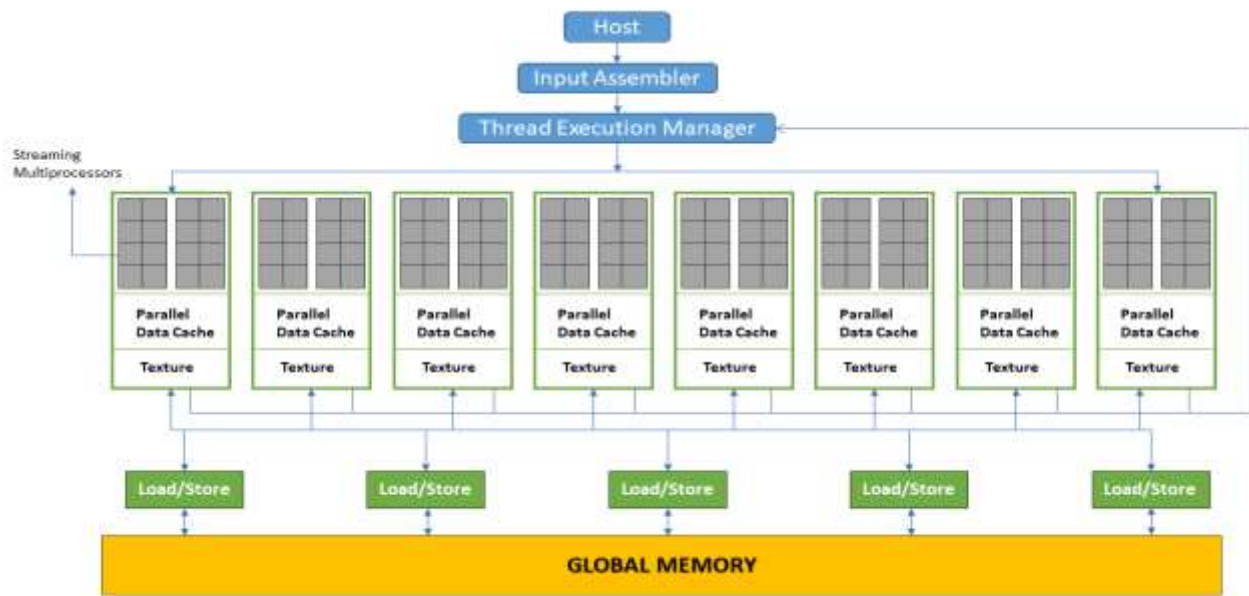 Host
Input Assembler
Thread Execution Manager
Streaming
Multiprocessors
Parallel
Data Cache
Texture
Parallel
Data Cache
Texture
Parallel
Data Cache
Texture
Parallel
Data Cache
Texture
Parallel
Data Cache
Texture
Parallel
Data Cache
Texture
Parallel
Data Cache
Texture
Parallel
Data Cache
Texture
Load/Store
Load/Store
Load/Store
Load/Store
Load/Store
GLOBAL MEMORY